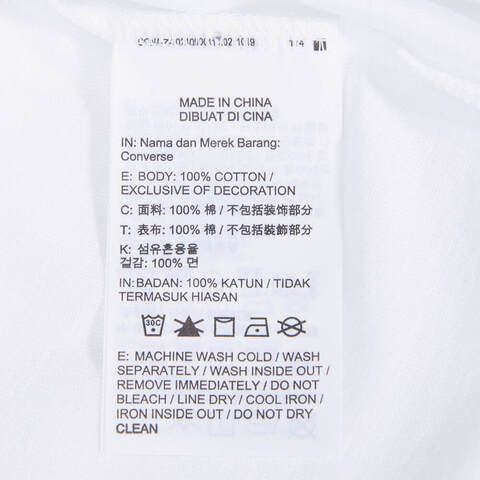 1/4
MADE IN CHINA
DIBUAT DI CINA
IN: Nama dan Merek Barang:
Converse
E: BODY: 100% COTTON /
EXCLUSIVE OF DECORATION
C: 面料: 100% 棉 / 不包括装饰部分
T: 表布: 100% 棉 / 不包括裝飾部分
K: 섬유혼용율
겉감: 100% 면
IN:BADAN: 100% KATUN / TIDAK
TERMASUK HIASAN
30C
E: MACHINE WASH COLD / WASH
SEPARATELY / WASH INSIDE OUT /
REMOVE IMMEDIATELY / DO NOT
BLEACH / LINE DRY / COOL IRON /
IRON INSIDE OUT / DO NOT DRY
CLEAN